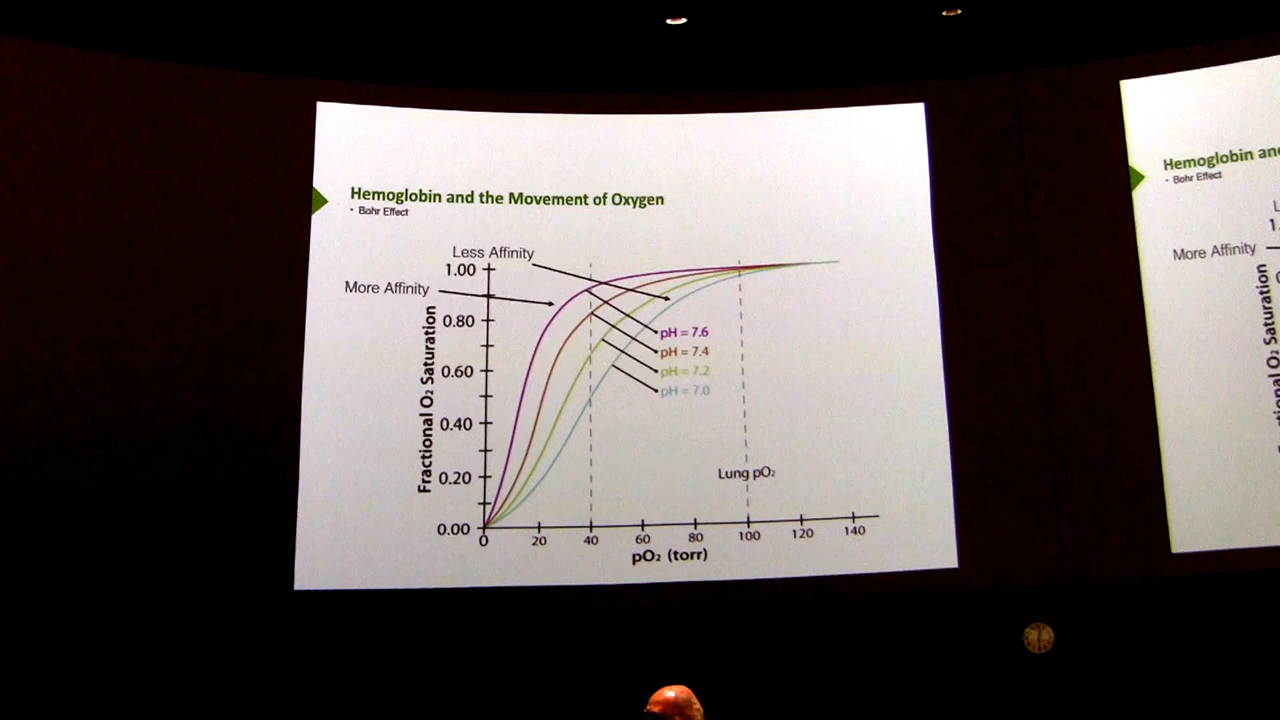 Hemoglobin and the Movement of Oxygen
• Bohr Effect
Less Affinity
More Affinity
Fractional O₂ Saturation
1.00
0.80
0.60
0.40
0.20
0.00
pH = 7.6
pH = 7.4
pH = 7.2
pH = 7.0
Lung pO₂
0 20 40 60 80 100 120 140
pO₂ (torr)
Hemoglobin
• Bohr Effect
More Affinity
O₂ Saturation